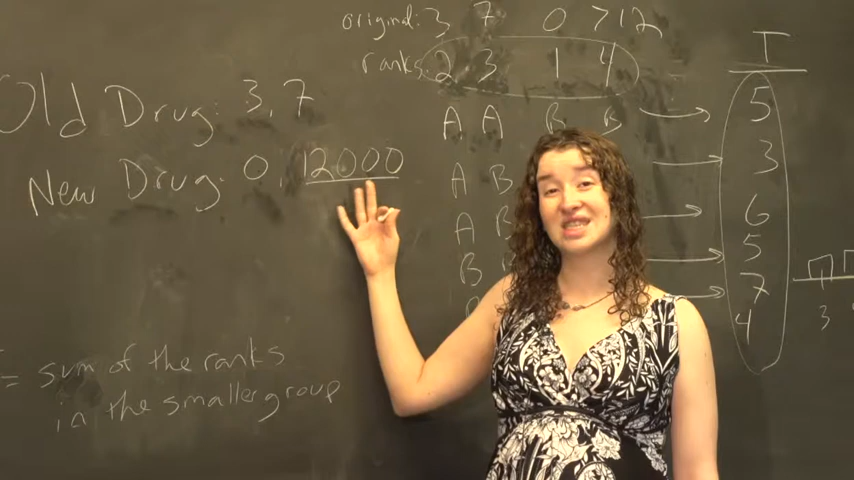 original: 3 7 0 >12
ranks: 2 3 1 4
T
Old Drug: 3, 7
A A B B → 5
New Drug: 0, 12000
A B → 3
A B → 6
B → 5
→ 7
4
3
= sum of the ranks
in the smaller group